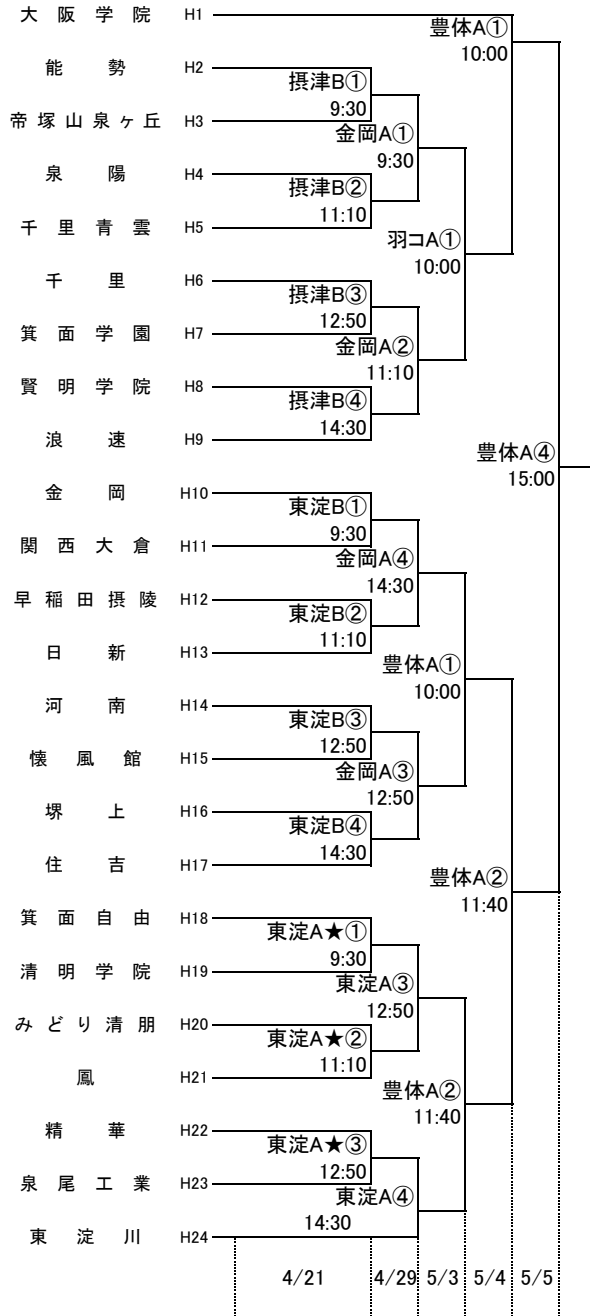 大阪学院 H1
豊体A①
10:00
能勢 H2
摂津B①
9:30
帝塚山泉ヶ丘 H3
金岡A①
9:30
泉陽 H4
摂津B②
11:10
千里青雲 H5
羽コA①
10:00
千里 H6
摂津B③
12:50
箕面学園 H7
金岡A②
11:10
賢明学院 H8
摂津B④
14:30
浪速 H9
豊体A④
15:00
金岡 H10
東淀B①
9:30
関西大倉 H11
金岡A④
14:30
早稲田摂陵 H12
東淀B②
11:10
日新 H13
豊体A①
10:00
河南 H14
東淀B③
12:50
懐風館 H15
金岡A③
12:50
堺上 H16
東淀B④
14:30
住吉 H17
豊体A②
11:40
箕面自由 H18
東淀A★①
9:30
清明学院 H19
東淀A③
12:50
みどり清朋 H20
東淀A★②
11:10
鳳 H21
豊体A②
11:40
精華 H22
東淀A★③
12:50
泉尾工業 H23
東淀A④
14:30
東淀川 H24
4/21 4/29 5/3 5/4 5/5